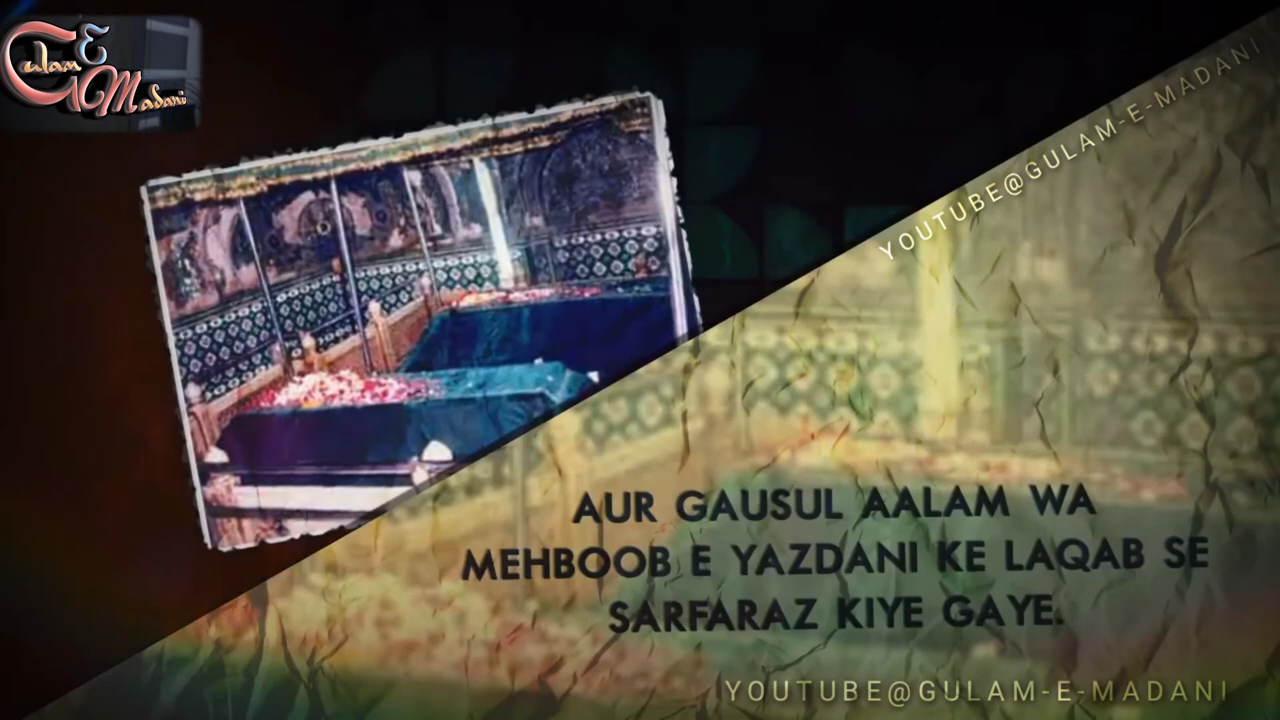 Gulam E Madani
YOUTUBE@GULAM-E-MADANI
AUR GAUSUL AALAM WA
MEHBOOB E YAZDANI KE LAQAB SE
SARFARAZ KIYE GAYE.
YOUTUBE@GULAM-E-MADANI